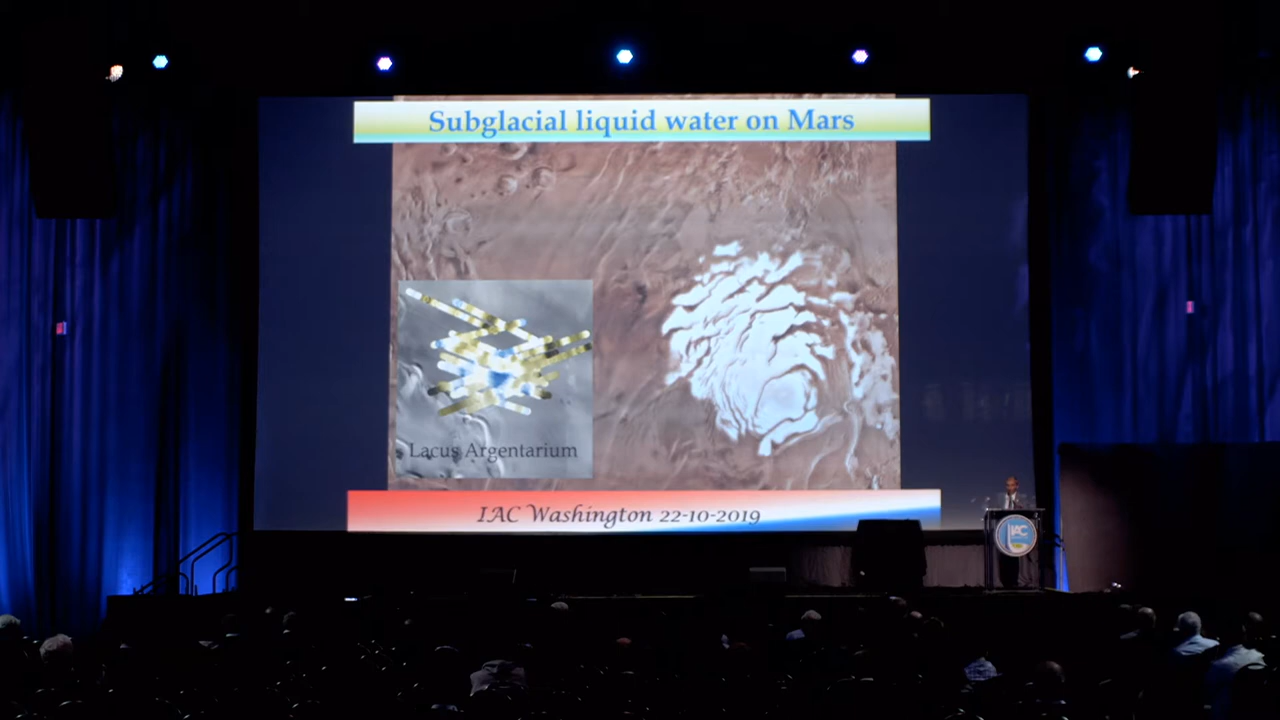 Subglacial liquid water on Mars
Lacus Argentarium
IAC Washington 22-10-2019
IAC